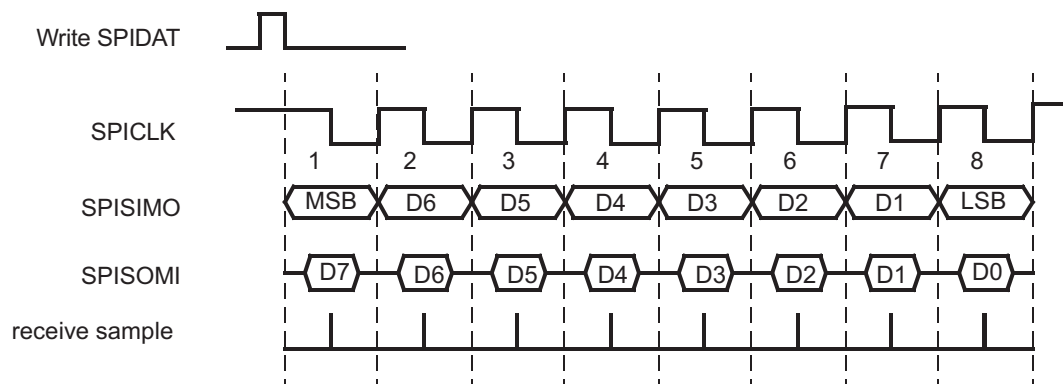 Write SPIDAT
SPICLK
1 2 3 4 5 6 7 8
SPISIMO MSB D6 D5 D4 D3 D2 D1 LSB
SPISOMI D7 D6 D5 D4 D3 D2 D1 D0
receive sample